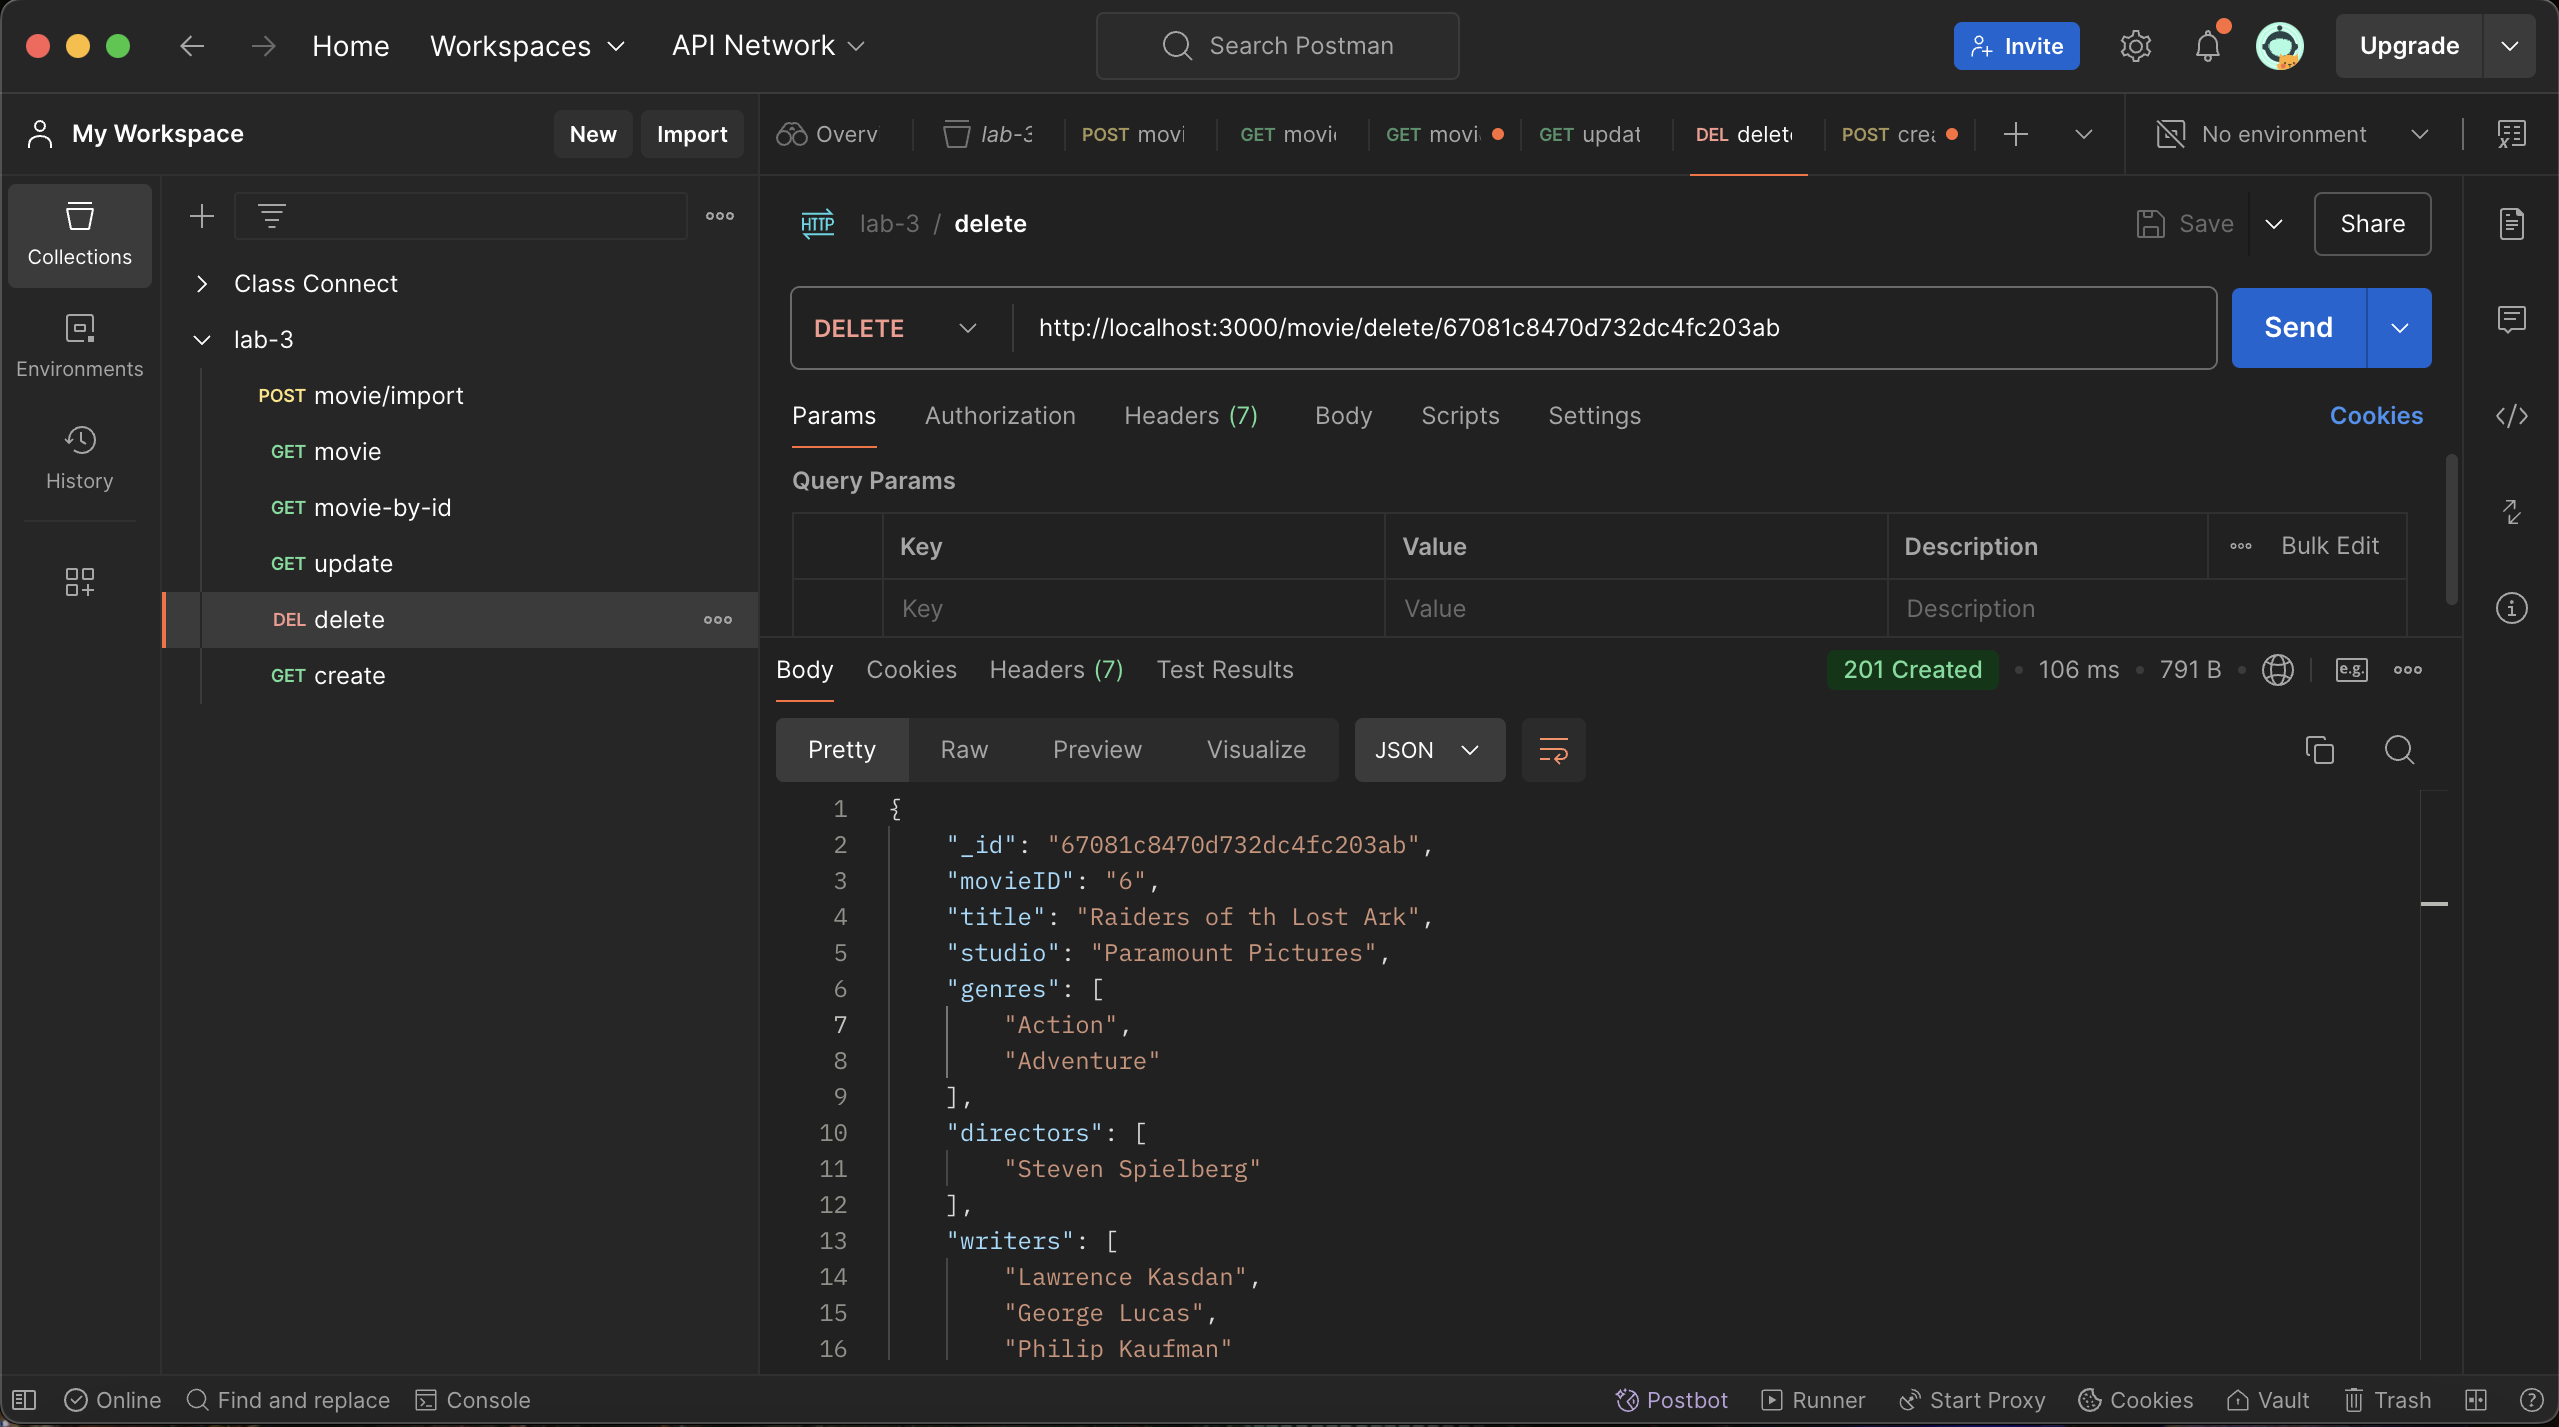 Home Workspaces API Network Search Postman Invite Upgrade
My Workspace New Import Overv lab-3 POST movi GET movie GET movi GET updat DEL delete POST crea No environment
Collections
Environments
History
Class Connect
lab-3
POST movie/import
GET movie
GET movie-by-id
GET update
DEL delete
GET create
HTTP lab-3 / delete Save Share
DELETE http://localhost:3000/movie/delete/67081c8470d732dc4fc203ab Send
Params Authorization Headers (7) Body Scripts Settings Cookies
Query Params
Key Value Description Bulk Edit
Key Value Description
Body Cookies Headers (7) Test Results 201 Created 106 ms 791 B e.g.
Pretty Raw Preview Visualize JSON
1 {
2 "_id": "67081c8470d732dc4fc203ab",
3 "movieID": "6",
4 "title": "Raiders of th Lost Ark",
5 "studio": "Paramount Pictures",
6 "genres": [
7 "Action",
8 "Adventure"
9 ],
10 "directors": [
11 "Steven Spielberg"
12 ],
13 "writers": [
14 "Lawrence Kasdan",
15 "George Lucas",
16 "Philip Kaufman"
Online Find and replace Console Postbot Runner Start Proxy Cookies Vault Trash